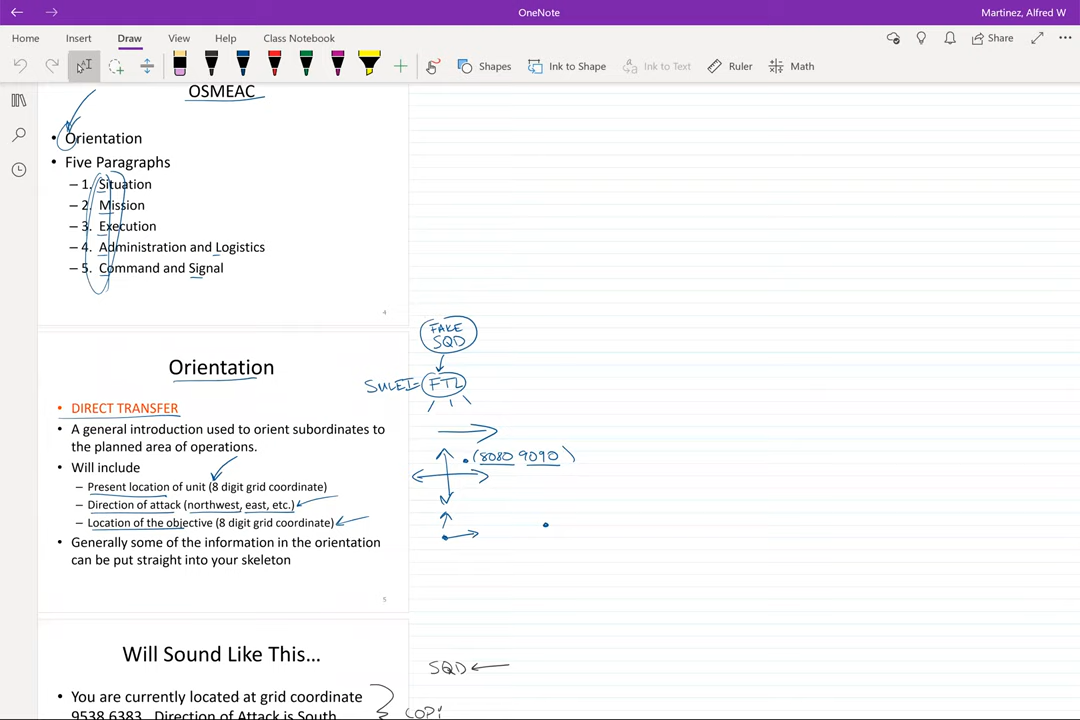 OneNote
Martinez, Alfred W
Home Insert Draw View Help Class Notebook
Share
Shapes Ink to Shape Ink to Text Ruler Math
OSMEAC
• Orientation
• Five Paragraphs
– 1. Situation
– 2. Mission
– 3. Execution
– 4. Administration and Logistics
– 5. Command and Signal
4
FAKE
SQD
FTL
Orientation
• DIRECT TRANSFER
• A general introduction used to orient subordinates to
the planned area of operations.
• Will include
– Present location of unit (8 digit grid coordinate)
– Direction of attack (northwest, east, etc.)
– Location of the objective (8 digit grid coordinate)
• Generally some of the information in the orientation
can be put straight into your skeleton
5
(8080 9090)
Will Sound Like This...
• You are currently located at grid coordinate
9538 6383. Direction of Attack is South
SQD
COPY